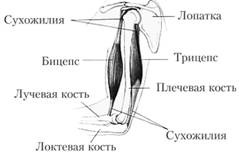 Сухожилия
Лопатка
Бицепс
Трицепс
Лучевая кость
Плечевая кость
Сухожилия
Локтевая кость